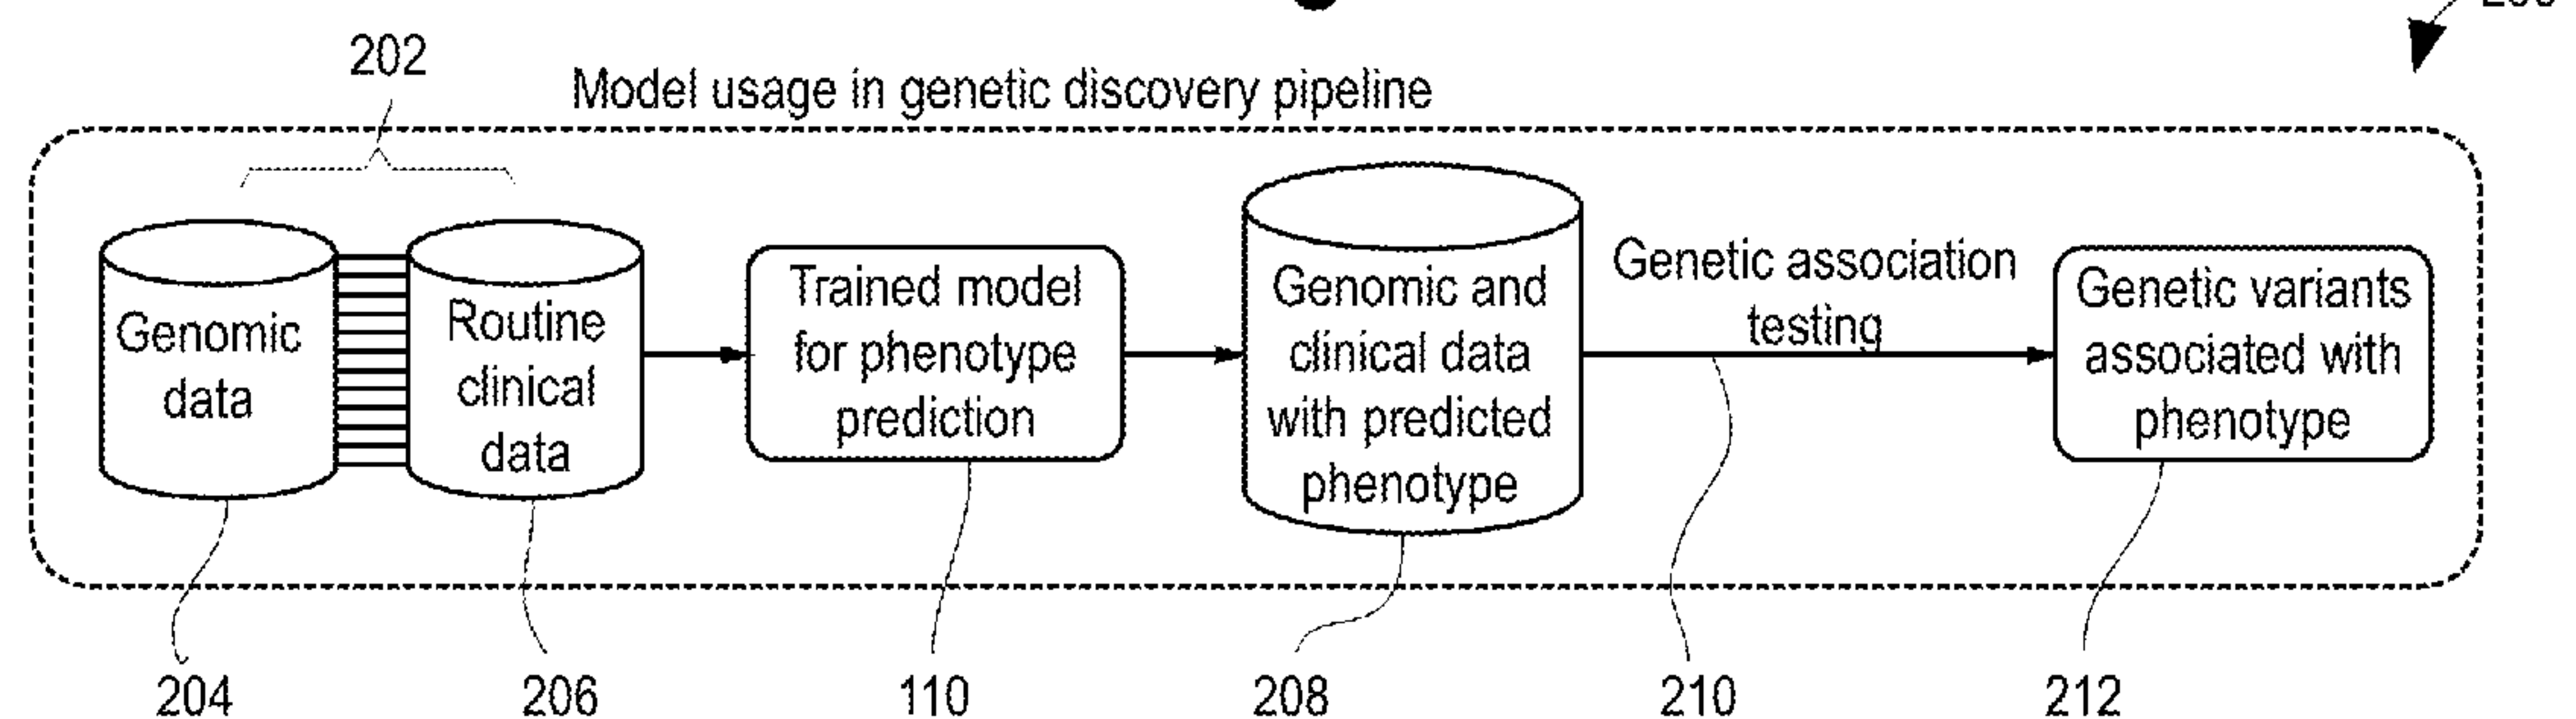 202
Model usage in genetic discovery pipeline
Genomic
data
Routine
clinical
data
Trained model
for phenotype
prediction
Genomic and
clinical data
with predicted
phenotype
Genetic association
testing
Genetic variants
associated with
phenotype
204
206
110
208
210
212